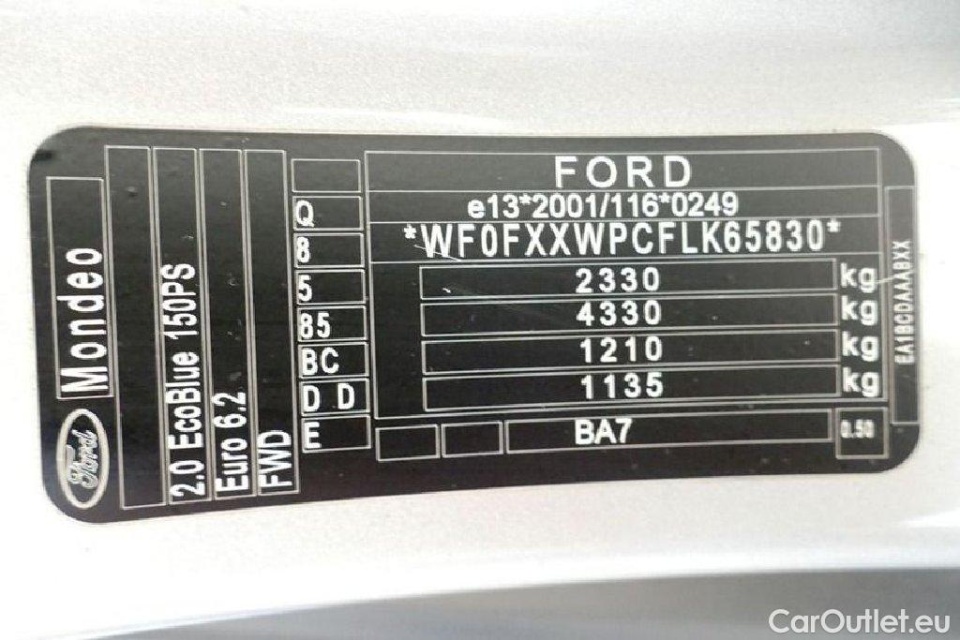 Ford
Mondeo
2.0 EcoBlue 150PS
Euro 6.2
FWD
Q
8
5
85
BC
D D
E
FORD
e13*2001/116*0249
*WF0FXXWPCFLK65830*
2330 kg
4330 kg
1210 kg
1135 kg
BA7
0.50
EA1BCDAAABXX
CarOutlet.eu